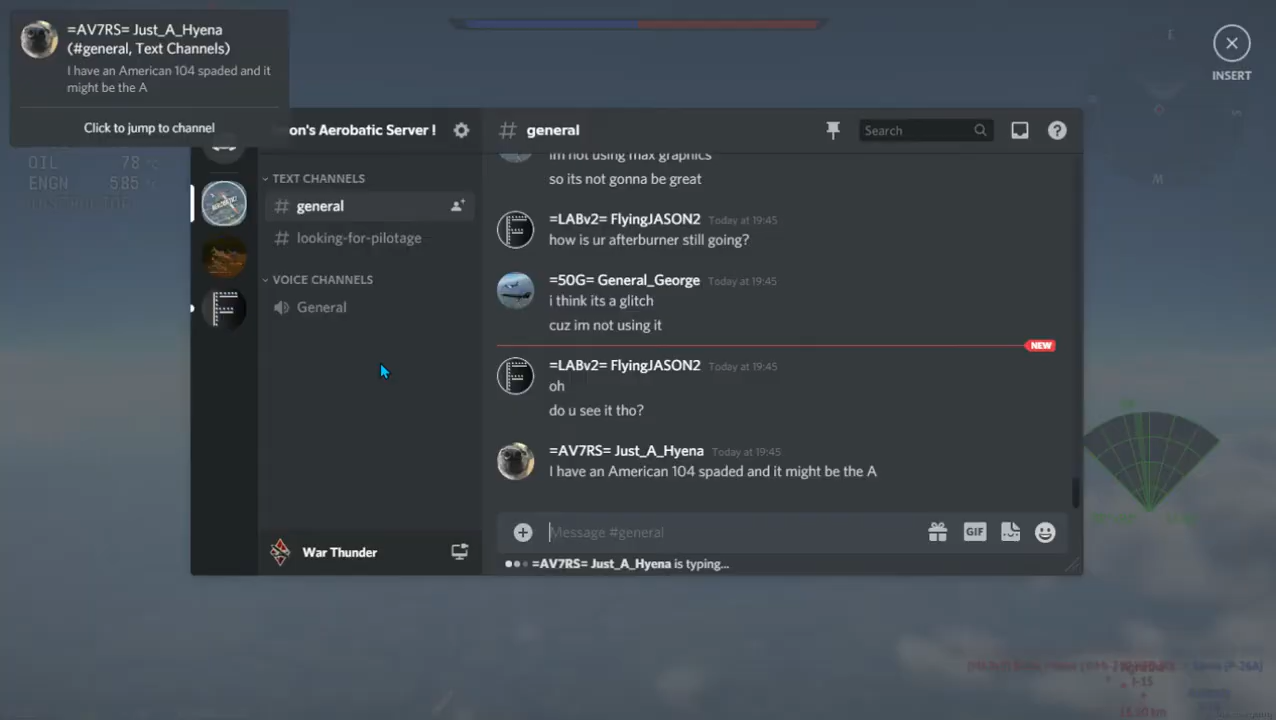 =AV7RS= Just_A_Hyena
(#general, Text Channels)
I have an American 104 spaded and it
might be the A
Click to jump to channel
INSERT
OIL 78 °C
ENGN 585 °C
on's Aerobatic Server !
# general
Search
TEXT CHANNELS
# general
# looking-for-pilotage
VOICE CHANNELS
General
War Thunder
im not using max graphics
so its not gonna be great
=LABv2= FlyingJASON2 Today at 19:45
how is ur afterburner still going?
=50G= General_George Today at 19:45
i think its a glitch
cuz im not using it
NEW
=LABv2= FlyingJASON2 Today at 19:45
oh
do u see it tho?
=AV7RS= Just_A_Hyena Today at 19:45
I have an American 104 spaded and it might be the A
Message #general
GIF
=AV7RS= Just_A_Hyena is typing...
E
S
W
I-15